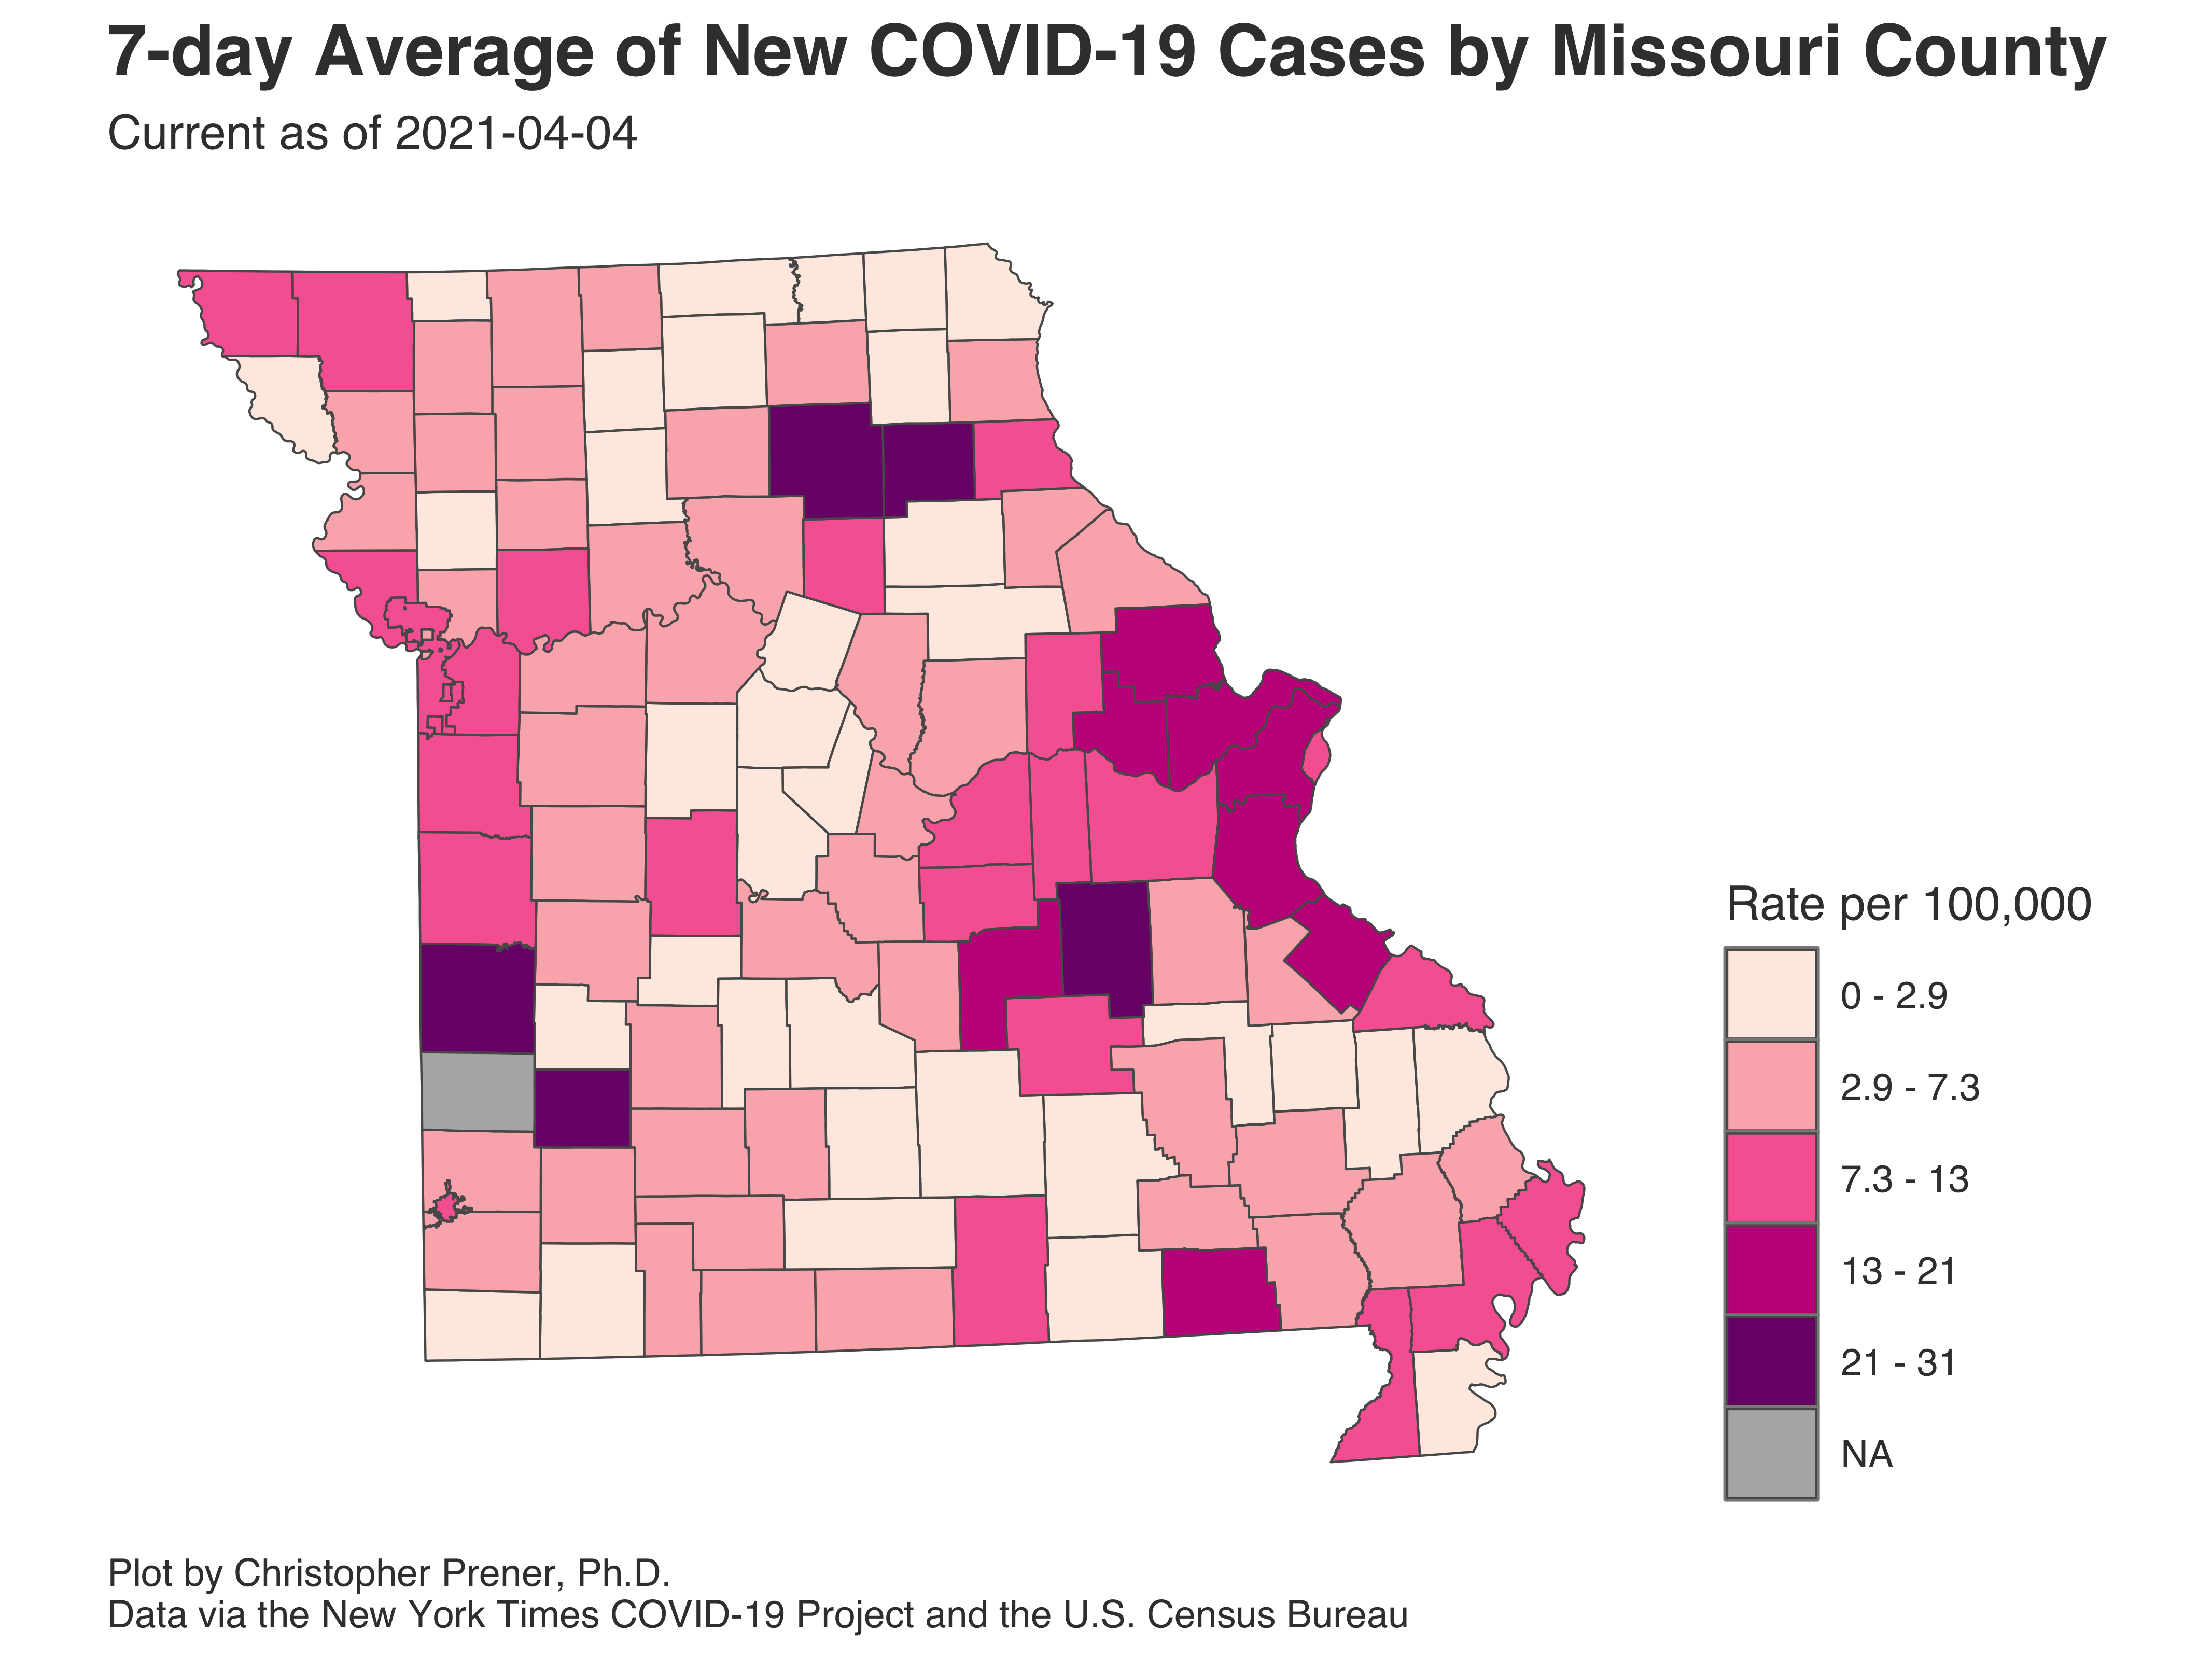 7-day Average of New COVID-19 Cases by Missouri County
Current as of 2021-04-04
Rate per 100,000
0 - 2.9
2.9 - 7.3
7.3 - 13
13 - 21
21 - 31
NA
Plot by Christopher Prener, Ph.D.
Data via the New York Times COVID-19 Project and the U.S. Census Bureau